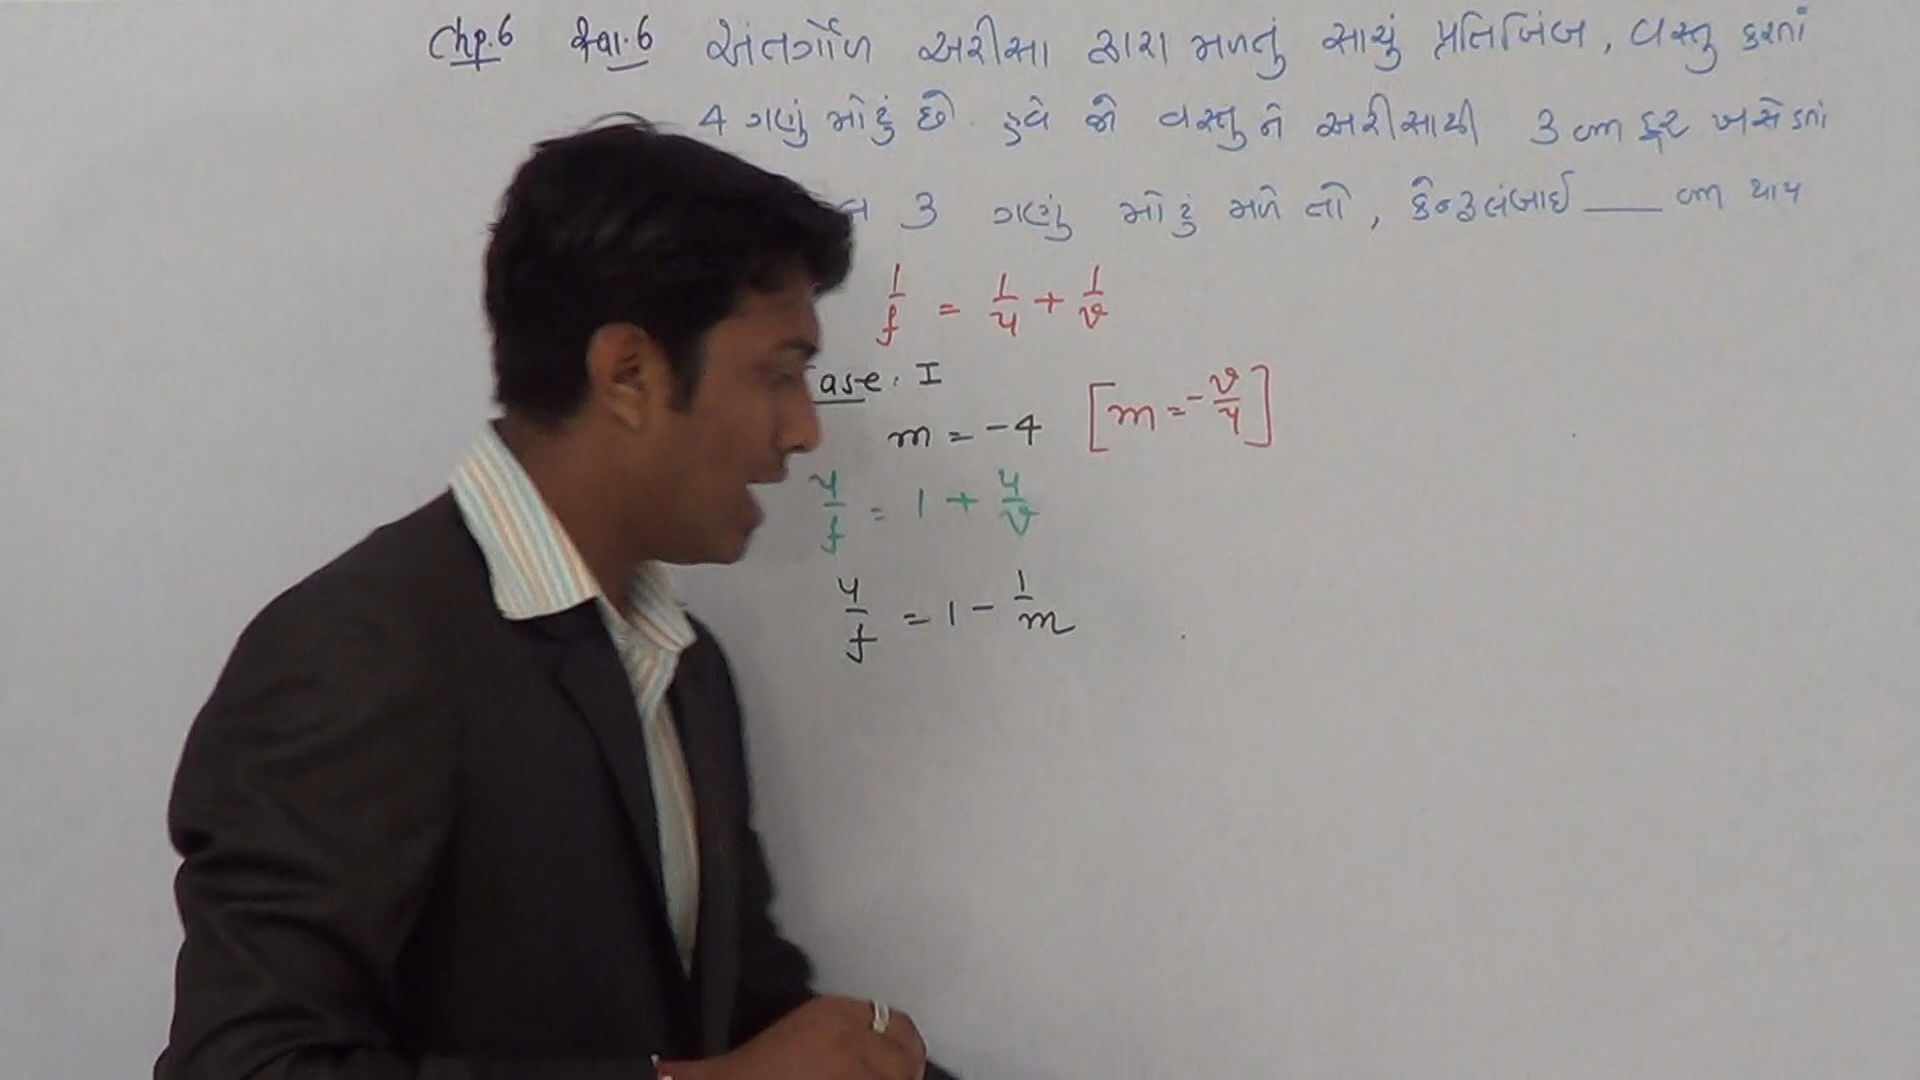 Chp.6 સ્વા.6 અંતર્ગોળ અરીસા દ્વારા મળતું સાચું પ્રતિબિંબ, વસ્તુ કરતાં
4 ગણું મોટું છે. હવે જો વસ્તુને અરીસાથી 3 cm દૂર ખસેડતાં
3 ગણું મોટું મળે તો, કેન્દ્રલંબાઈ ___ cm થાય
1/f = 1/u + 1/v
Case. I
m = -4 [m = -v/u]
u/f = 1 + u/v
u/f = 1 - 1/m